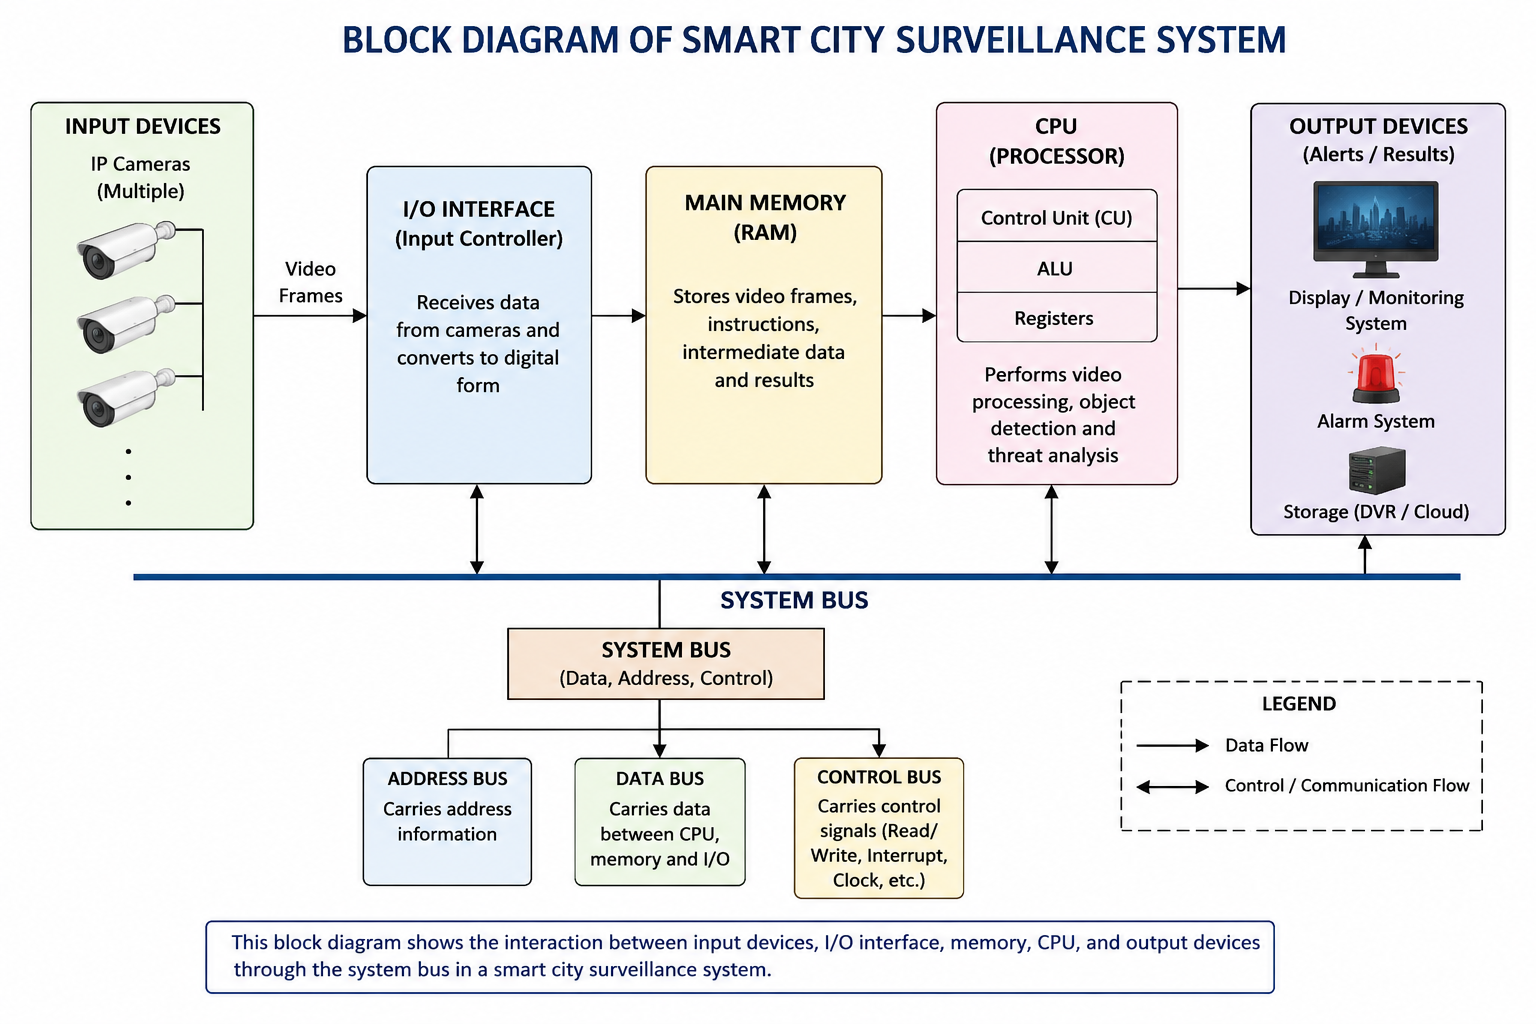 BLOCK DIAGRAM OF SMART CITY SURVEILLANCE SYSTEM
INPUT DEVICES
IP Cameras
(Multiple)
Video
Frames
I/O INTERFACE
(Input Controller)
Receives data
from cameras and
converts to digital
form
MAIN MEMORY
(RAM)
Stores video frames,
instructions,
intermediate data
and results
CPU
(PROCESSOR)
Control Unit (CU)
ALU
Registers
Performs video
processing, object
detection and
threat analysis
OUTPUT DEVICES
(Alerts / Results)
Display / Monitoring
System
Alarm System
Storage (DVR / Cloud)
SYSTEM BUS
SYSTEM BUS
(Data, Address, Control)
ADDRESS BUS
Carries address
information
DATA BUS
Carries data
between CPU,
memory and I/O
CONTROL BUS
Carries control
signals (Read/
Write, Interrupt,
Clock, etc.)
LEGEND
Data Flow
Control / Communication Flow
This block diagram shows the interaction between input devices, I/O interface, memory, CPU, and output devices
through the system bus in a smart city surveillance system.